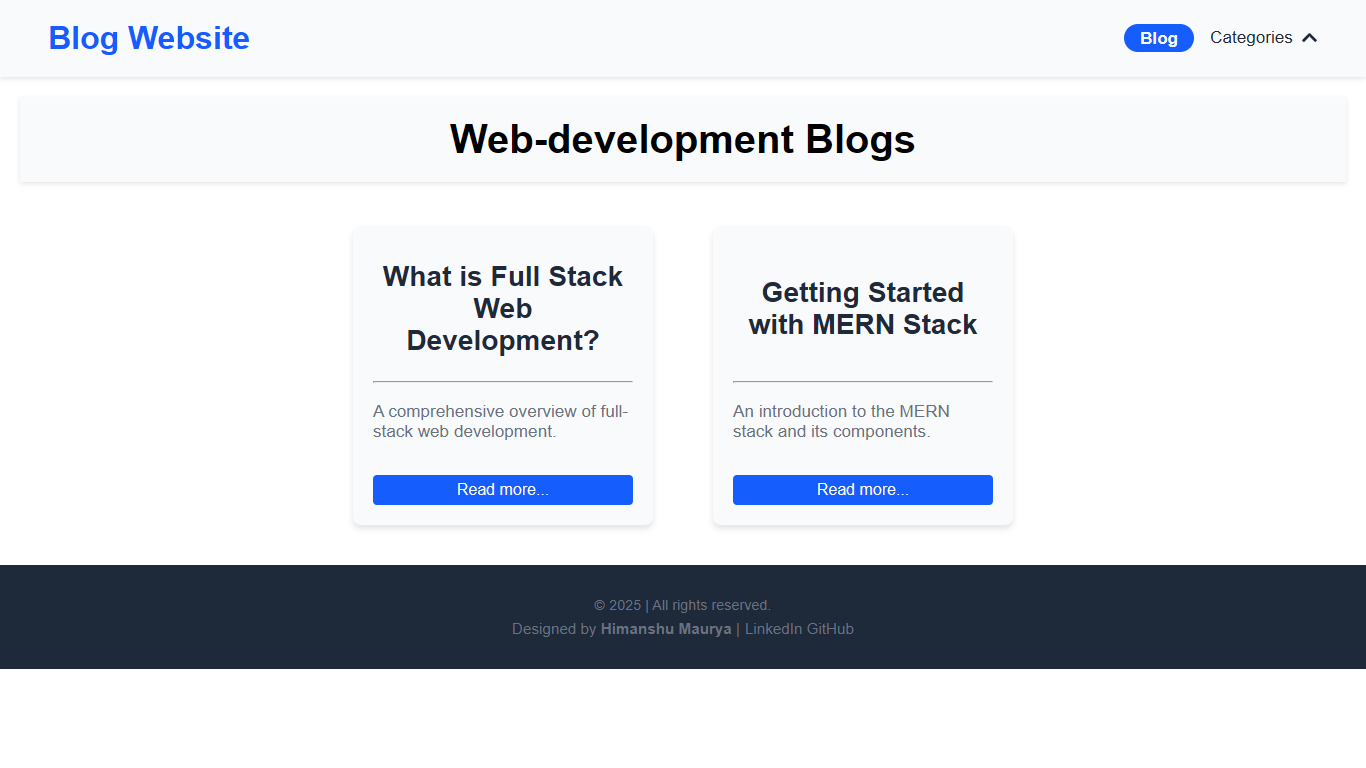 Blog Website
Blog
Categories
Web-development Blogs
What is Full Stack
Web
Development?
A comprehensive overview of full-
stack web development.
Read more...
Getting Started
with MERN Stack
An introduction to the MERN
stack and its components.
Read more...
© 2025 | All rights reserved.
Designed by Himanshu Maurya | LinkedIn GitHub